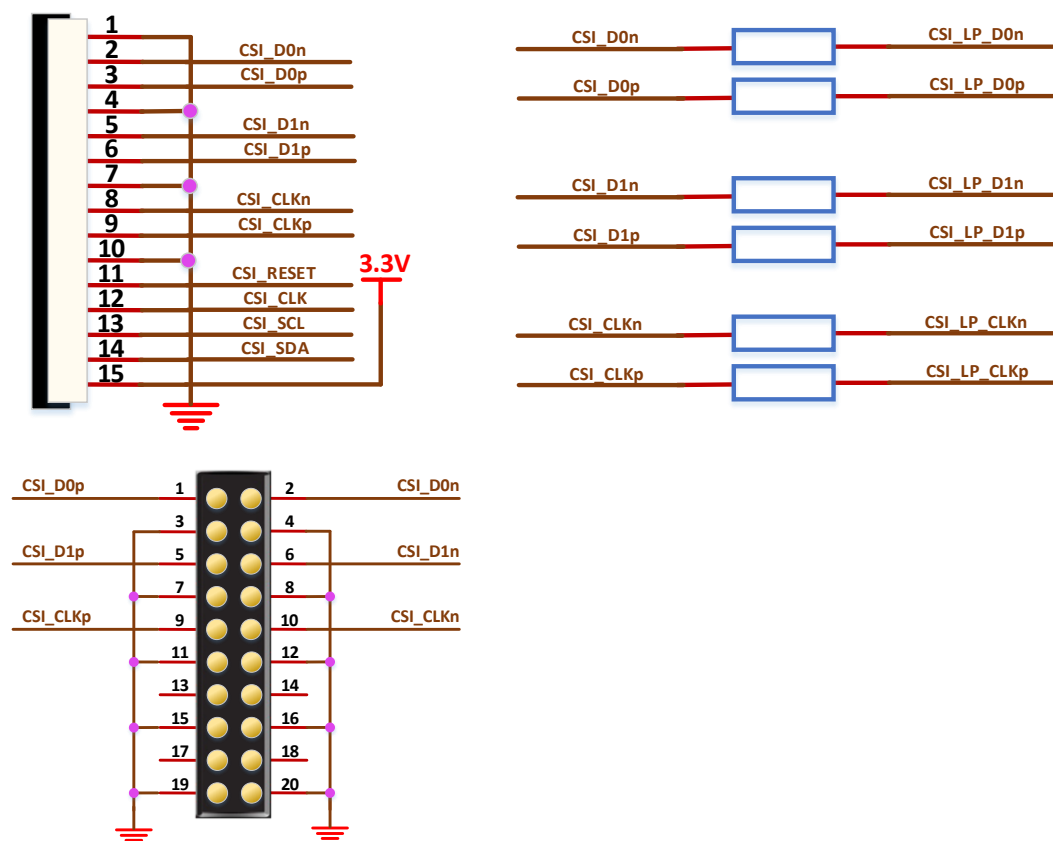 1
2 CSI_D0n
3 CSI_D0p
4
5 CSI_D1n
6 CSI_D1p
7
8 CSI_CLKn
9 CSI_CLKp
10
3.3V
11 CSI_RESET
12 CSI_CLK
13 CSI_SCL
14 CSI_SDA
15
CSI_D0n CSI_LP_D0n
CSI_D0p CSI_LP_D0p
CSI_D1n CSI_LP_D1n
CSI_D1p CSI_LP_D1p
CSI_CLKn CSI_LP_CLKn
CSI_CLKp CSI_LP_CLKp
CSI_D0p 1 2 CSI_D0n
3 4
CSI_D1p 5 6 CSI_D1n
7 8
CSI_CLKp 9 10 CSI_CLKn
11 12
13 14
15 16
17 18
19 20